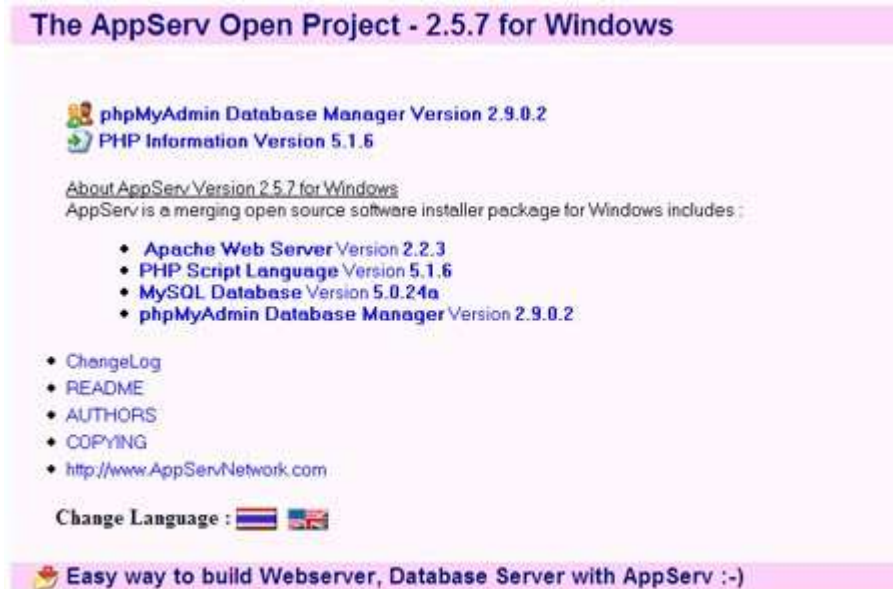 The AppServ Open Project - 2.5.7 for Windows
phpMyAdmin Database Manager Version 2.9.0.2
PHP Information Version 5.1.6
About AppServ Version 2.5.7 for Windows
AppServ is a merging open source software installer package for Windows includes :
Apache Web Server Version 2.2.3
PHP Script Language Version 5.1.6
MySQL Database Version 5.0.24a
phpMyAdmin Database Manager Version 2.9.0.2
ChangeLog
README
AUTHORS
COPYING
http://www.AppServNetwork.com
Change Language :
Easy way to build Webserver, Database Server with AppServ :-)